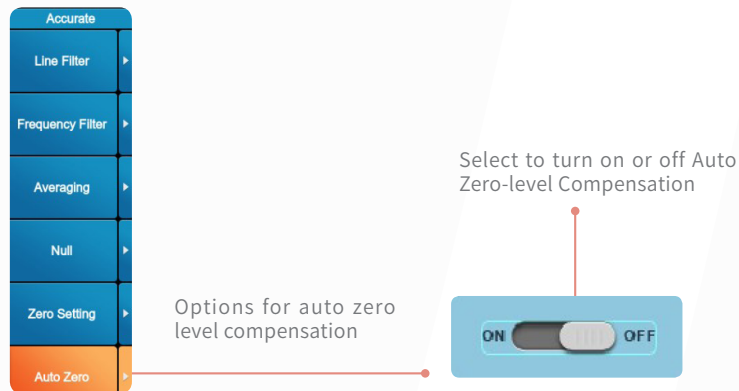 Accurate
Line Filter
Frequency Filter
Averaging
Null
Zero Setting
Auto Zero
Options for auto zero
level compensation
Select to turn on or off Auto
Zero-level Compensation
ON OFF